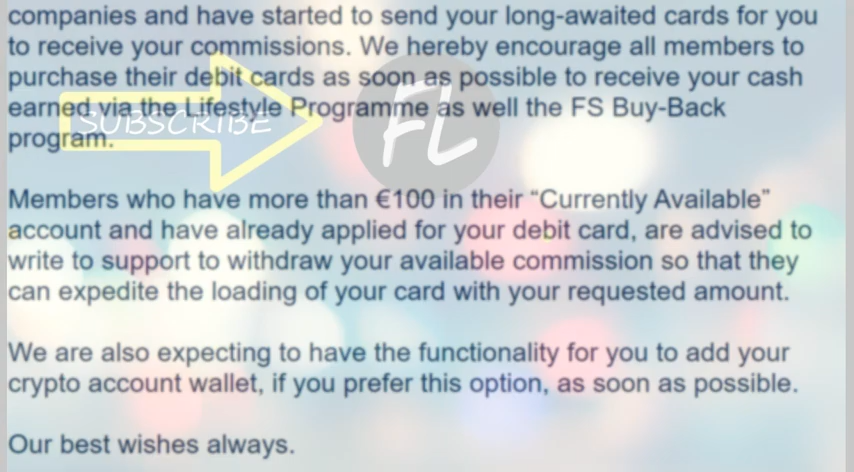 companies and have started to send your long-awaited cards for you
to receive your commissions. We hereby encourage all members to
purchase their debit cards as soon as possible to receive your cash
earned via the Lifestyle Programme as well the FS Buy-Back
program.
SUBSCRIBE
FL
Members who have more than €100 in their “Currently Available”
account and have already applied for your debit card, are advised to
write to support to withdraw your available commission so that they
can expedite the loading of your card with your requested amount.
We are also expecting to have the functionality for you to add your
crypto account wallet, if you prefer this option, as soon as possible.
Our best wishes always.